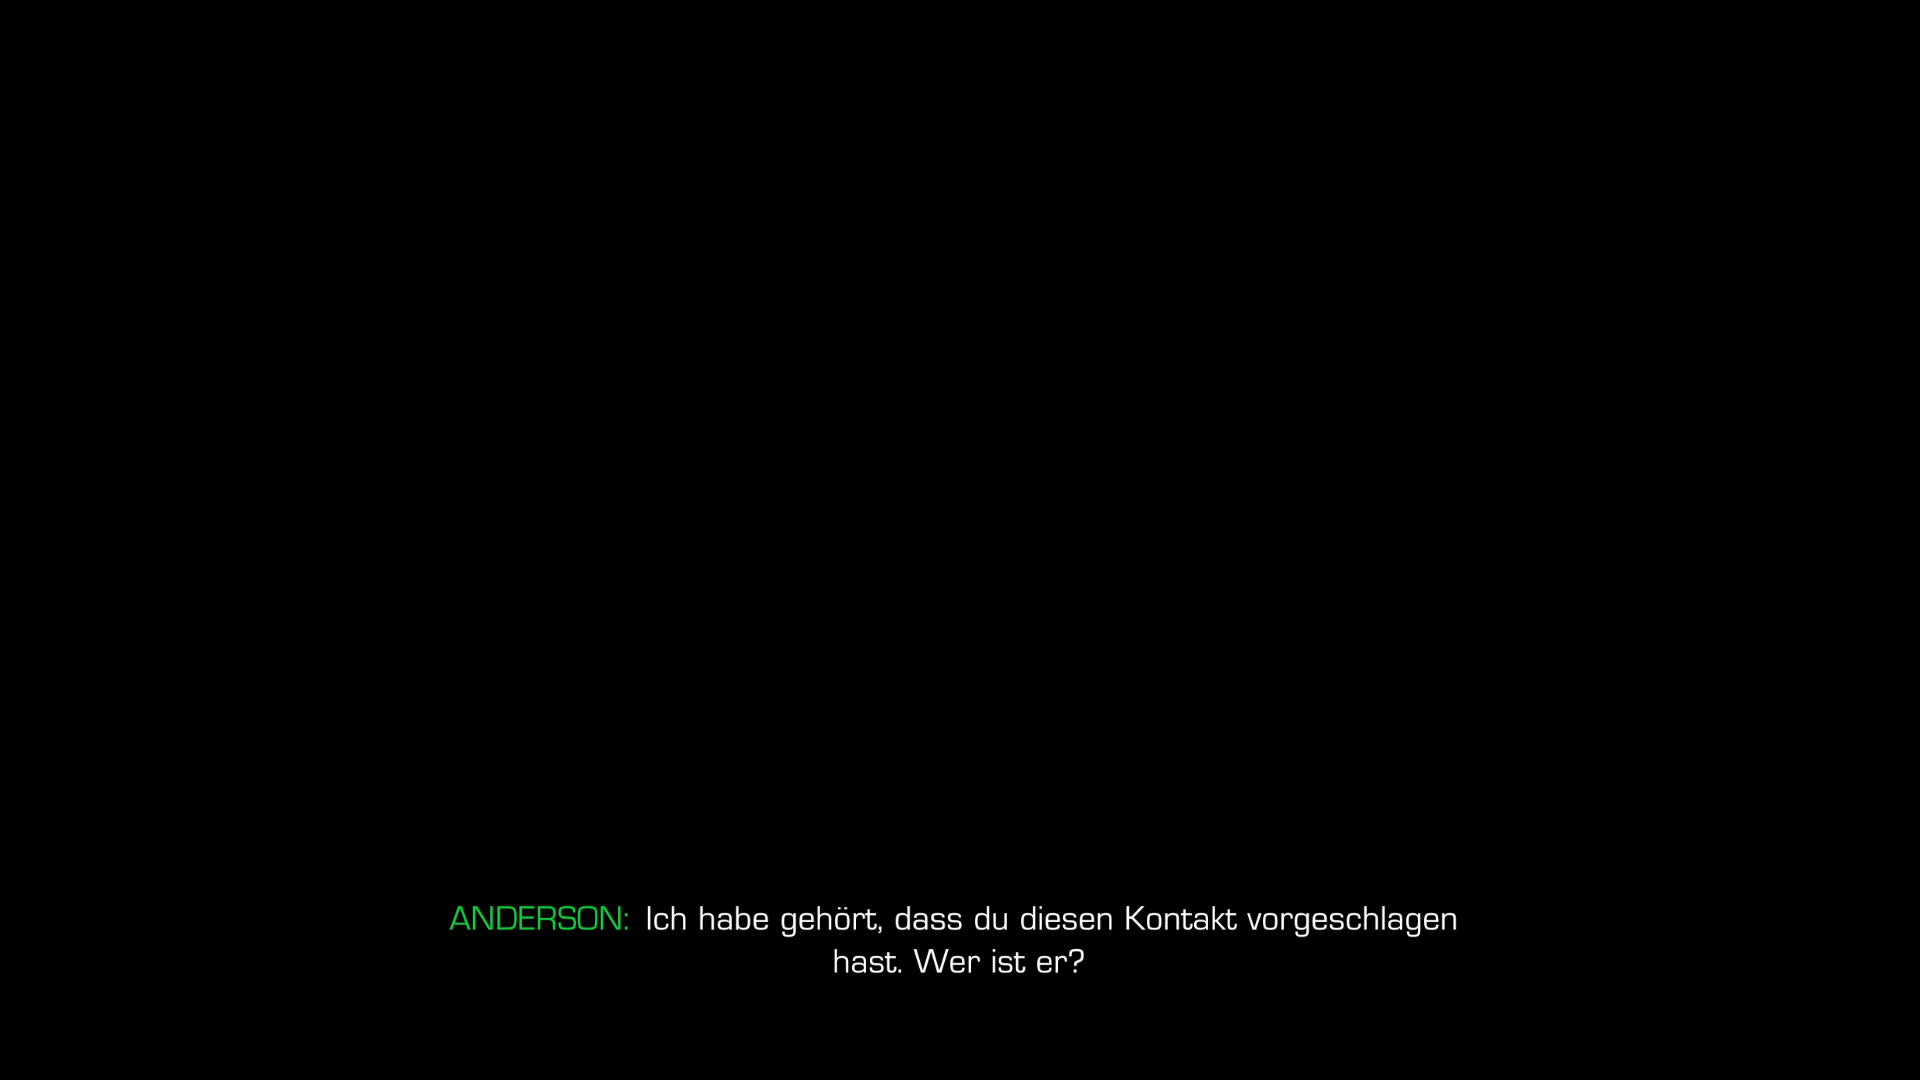 ANDERSON: Ich habe gehört, dass du diesen Kontakt vorgeschlagen
hast. Wer ist er?